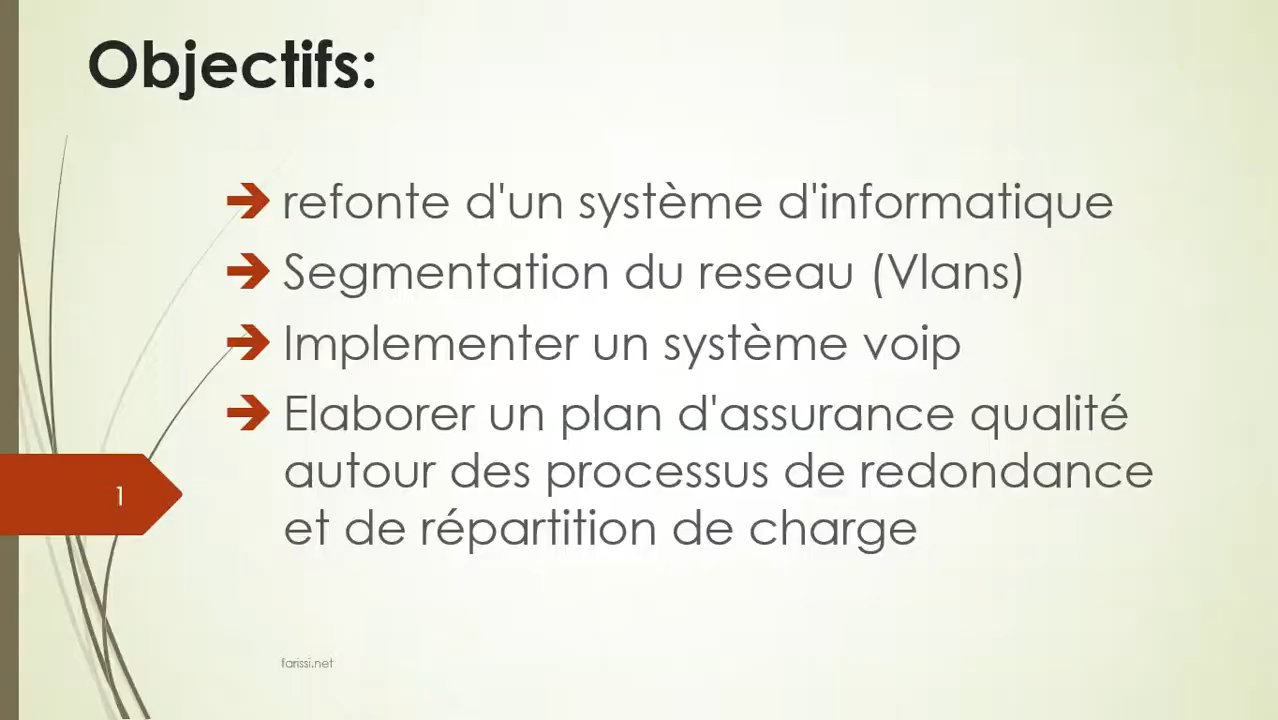 Objectifs:
refonte d'un système d'informatique
Segmentation du reseau (Vlans)
Implementer un système voip
Elaborer un plan d'assurance qualité
autour des processus de redondance
et de répartition de charge
1
farissi.net